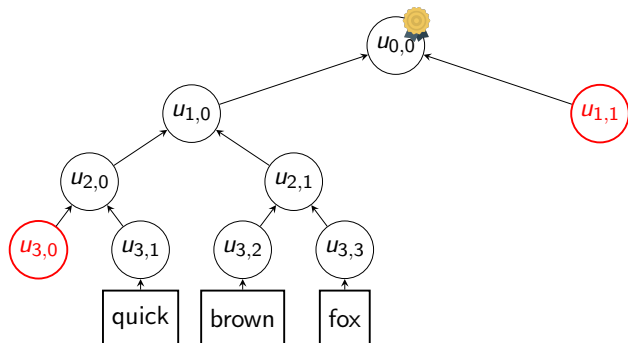 u0,0
u1,0 u1,1
u2,0 u2,1
u3,0 u3,1 u3,2 u3,3
quick brown fox